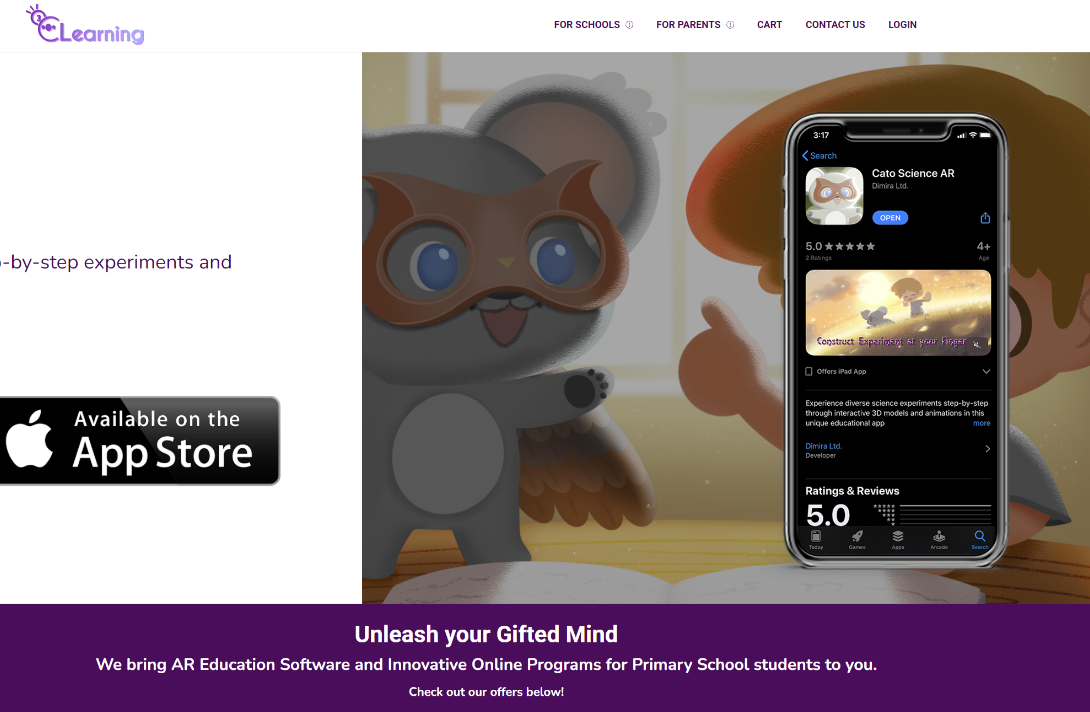 3CLearning
FOR SCHOOLS
FOR PARENTS
CART
CONTACT US
LOGIN
-by-step experiments and
Available on the
App Store
3:17
Search
Cato Science AR
Dimira Ltd.
OPEN
5.0 ★★★★★
4+
2 Ratings
Age
Construct Experiment at your Finger
Offers iPad App
Experience diverse science experiments step-by-step
through interactive 3D models and animations in this
unique educational app
more
Dimira Ltd.
Developer
Ratings & Reviews
5.0
Today
Games
Apps
Arcade
Search
Unleash your Gifted Mind
We bring AR Education Software and Innovative Online Programs for Primary School students to you.
Check out our offers below!